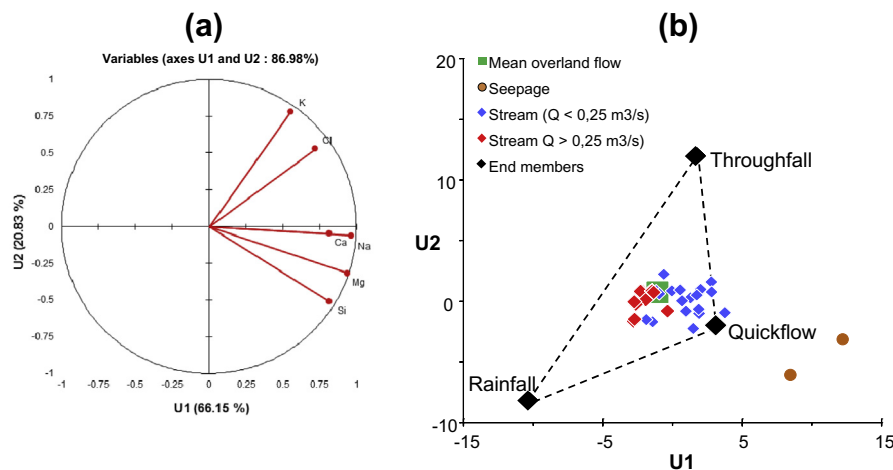 (a)
Variables (axes U1 and U2 : 86.98%)
1
0.75
0.5
0.25
0
-0.25
-0.5
-0.75
-1
U2 (20.83 %)
K
Cl
Ca
Na
Mg
Si
-1 -0.75 -0.5 -0.25 0 0.25 0.5 0.75 1
U1 (66.15 %)
(b)
20
10
0
-10
U2
Mean overland flow
Seepage
Stream (Q < 0,25 m3/s)
Stream Q > 0,25 m3/s)
End members
Throughfall
Quickflow
Rainfall
-15 -5 5 15
U1